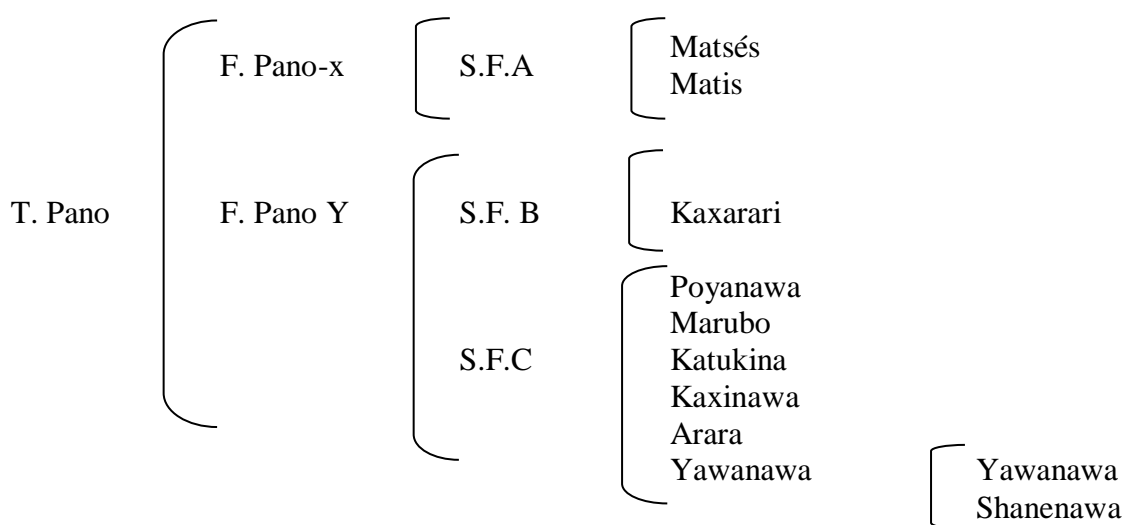 F. Pano-x S.F.A Matsés
Matis
T. Pano F. Pano Y S.F. B Kaxarari
Poyanawa
Marubo
S.F.C Katukina
Kaxinawa
Arara
Yawanawa Yawanawa
Shanenawa